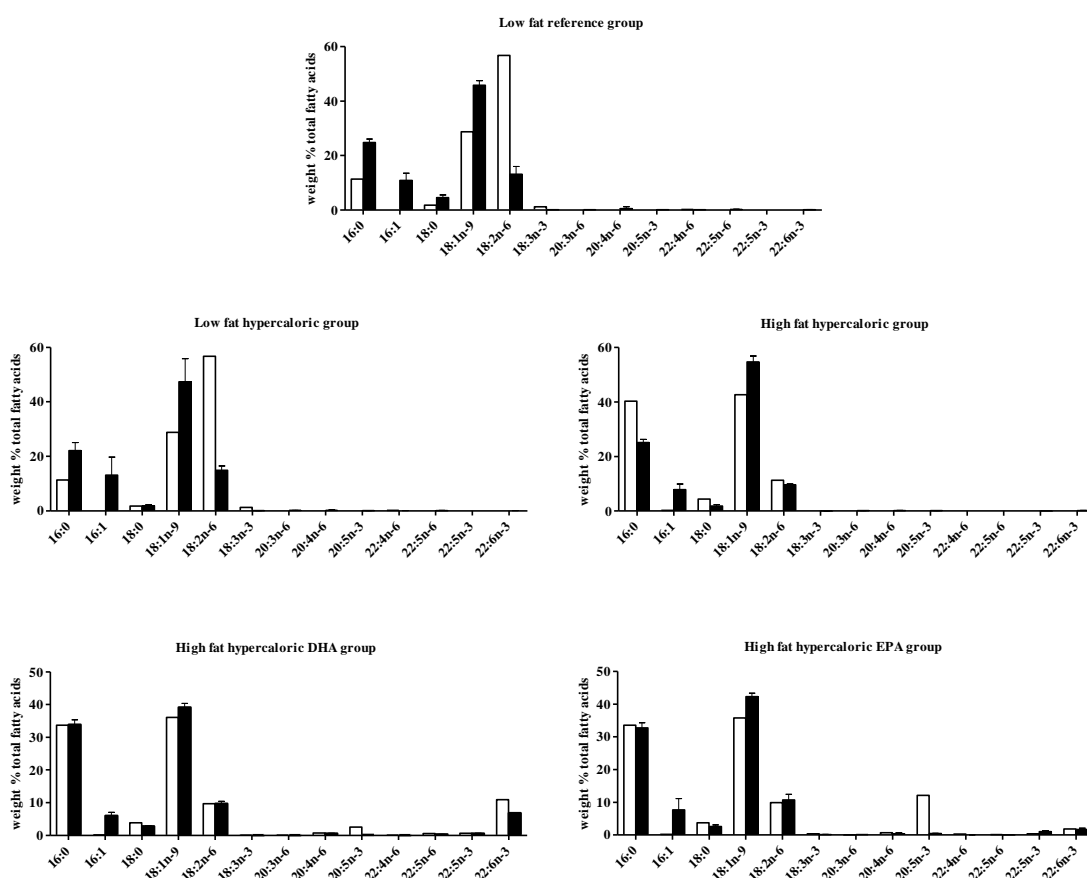 Low fat reference group
weight % total fatty acids
60
40
20
0
16:0
16:1
18:0
18:1n-9
18:2n-6
18:3n-3
20:3n-6
20:4n-6
20:5n-3
22:4n-6
22:5n-6
22:5n-3
22:6n-3
Low fat hypercaloric group
weight % total fatty acids
60
40
20
0
16:0
16:1
18:0
18:1n-9
18:2n-6
18:3n-3
20:3n-6
20:4n-6
20:5n-3
22:4n-6
22:5n-6
22:5n-3
22:6n-3
High fat hypercaloric group
weight % total fatty acids
60
40
20
0
16:0
16:1
18:0
18:1n-9
18:2n-6
18:3n-3
20:3n-6
20:4n-6
20:5n-3
22:4n-6
22:5n-6
22:5n-3
22:6n-3
High fat hypercaloric DHA group
weight % total fatty acids
50
40
30
20
10
0
16:0
16:1
18:0
18:1n-9
18:2n-6
18:3n-3
20:3n-6
20:4n-6
20:5n-3
22:4n-6
22:5n-6
22:5n-3
22:6n-3
High fat hypercaloric EPA group
weight % total fatty acids
50
40
30
20
10
0
16:0
16:1
18:0
18:1n-9
18:2n-6
18:3n-3
20:3n-6
20:4n-6
20:5n-3
22:4n-6
22:5n-6
22:5n-3
22:6n-3